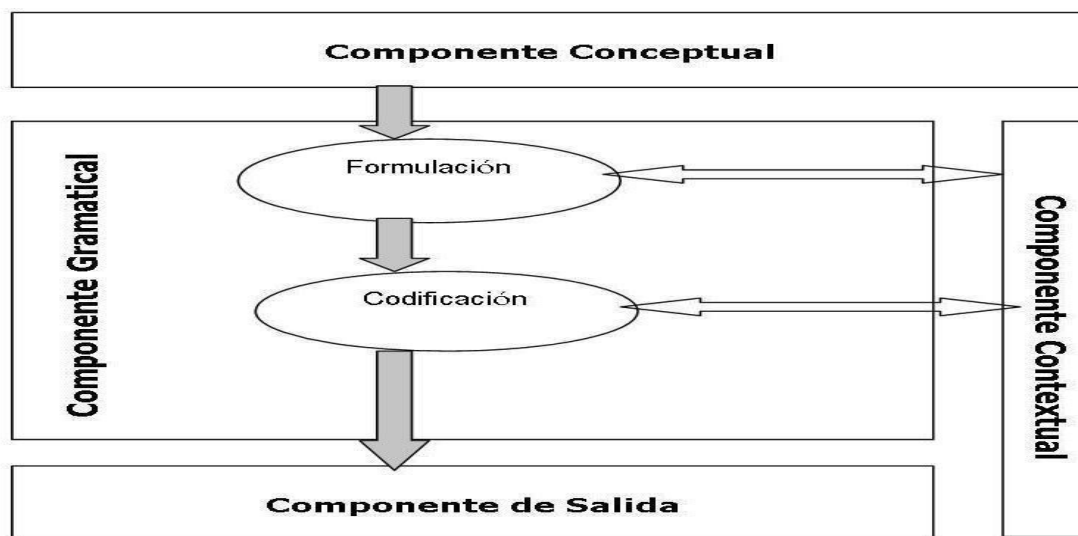 Componente Conceptual
Componente Gramatical
Formulación
Codificación
Componente Contextual
Componente de Salida